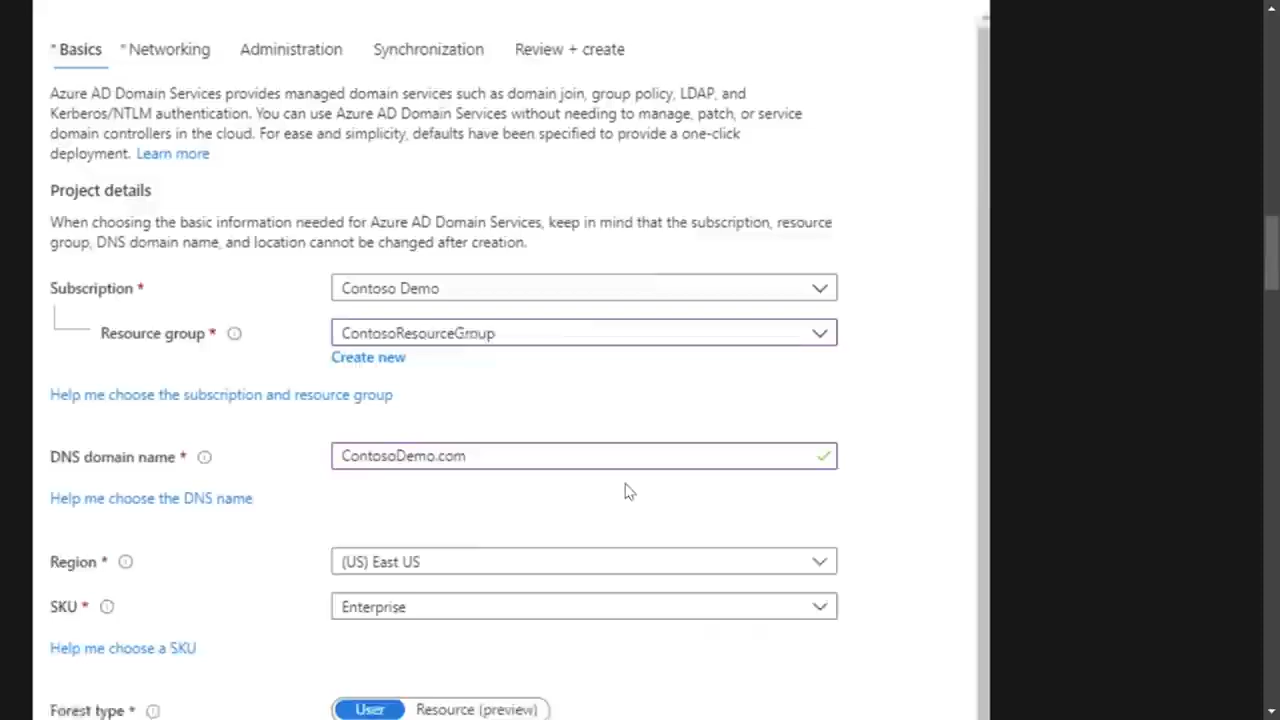 * Basics * Networking Administration Synchronization Review + create
Azure AD Domain Services provides managed domain services such as domain join, group policy, LDAP, and
Kerberos/NTLM authentication. You can use Azure AD Domain Services without needing to manage, patch, or service
domain controllers in the cloud. For ease and simplicity, defaults have been specified to provide a one-click
deployment. Learn more
Project details
When choosing the basic information needed for Azure AD Domain Services, keep in mind that the subscription, resource
group, DNS domain name, and location cannot be changed after creation.
Subscription * Contoso Demo
Resource group * ContosoResourceGroup
Create new
Help me choose the subscription and resource group
DNS domain name * ContosoDemo.com
Help me choose the DNS name
Region * (US) East US
SKU * Enterprise
Help me choose a SKU
Forest type * User Resource (preview)